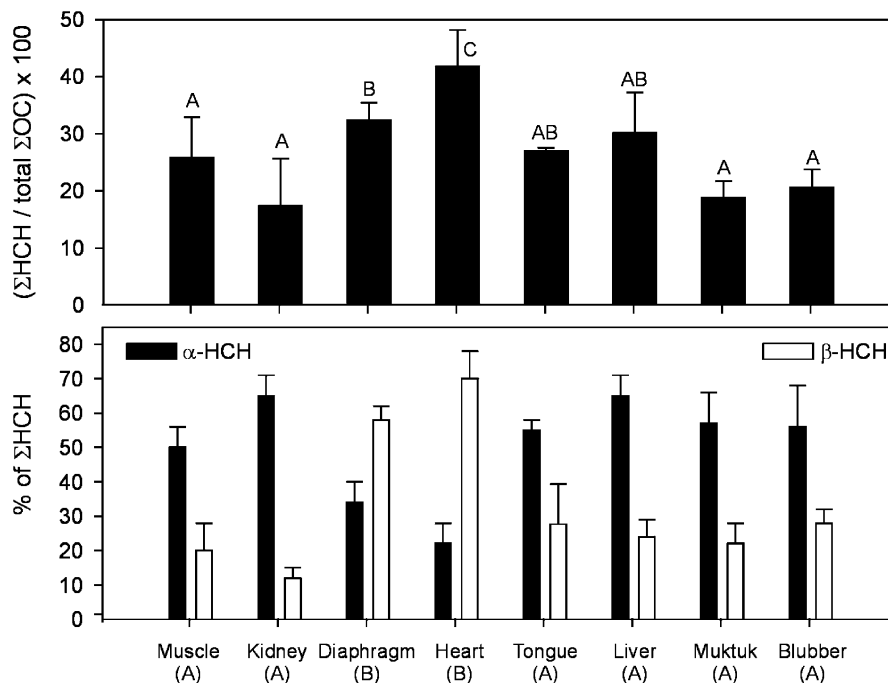 (ΣHCH / total ΣOC) x 100
50
40
30
20
10
0
A
A
B
C
AB
AB
A
A
% of ΣHCH
80
70
60
50
40
30
20
10
0
α-HCH
β-HCH
Muscle Kidney Diaphragm Heart Tongue Liver Muktuk Blubber
(A) (A) (B) (B) (A) (A) (A) (A)